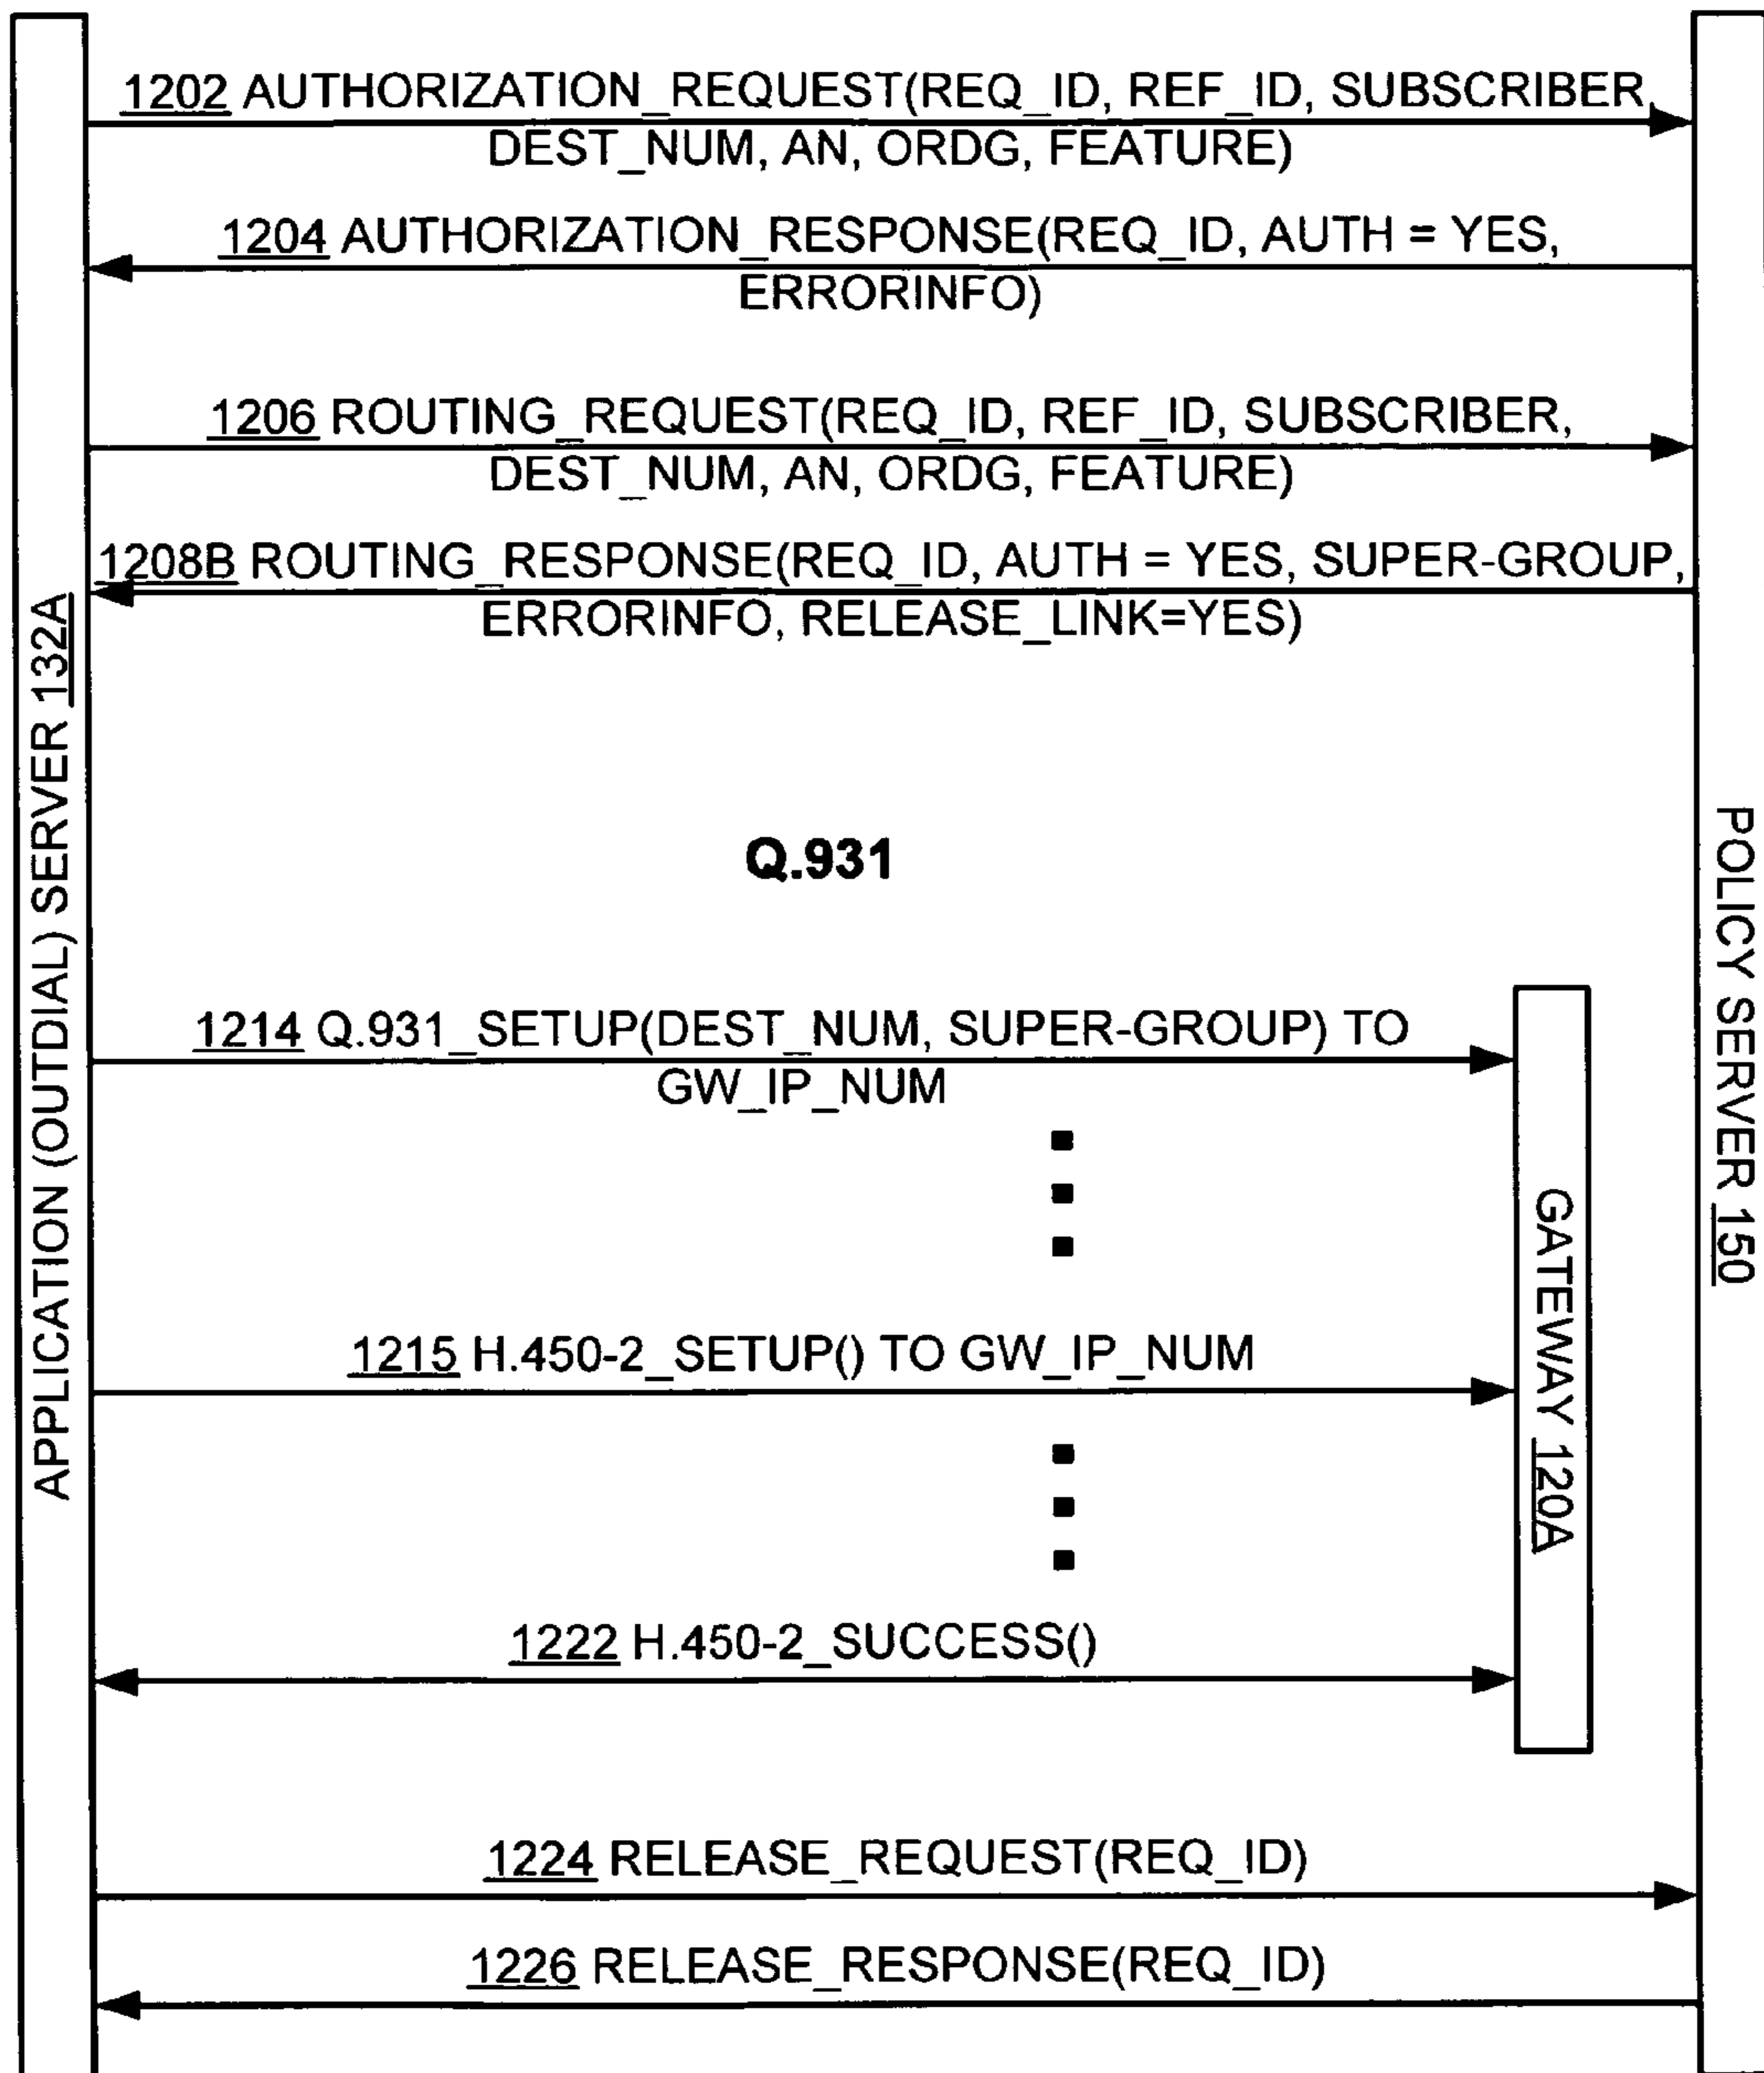 1202 AUTHORIZATION_REQUEST(REQ_ID, REF_ID, SUBSCRIBER,
DEST_NUM, AN, ORDG, FEATURE)
1204 AUTHORIZATION_RESPONSE(REQ_ID, AUTH = YES,
ERRORINFO)
1206 ROUTING_REQUEST(REQ_ID, REF_ID, SUBSCRIBER,
DEST_NUM, AN, ORDG, FEATURE)
1208B ROUTING_RESPONSE(REQ_ID, AUTH = YES, SUPER-GROUP,
ERRORINFO, RELEASE_LINK=YES)
APPLICATION (OUTDIAL) SERVER 132A
POLICY SERVER 150
Q.931
1214 Q.931_SETUP(DEST_NUM, SUPER-GROUP) TO
GW_IP_NUM
GATEWAY 120A
1215 H.450-2_SETUP() TO GW_IP_NUM
1222 H.450-2_SUCCESS()
1224 RELEASE_REQUEST(REQ_ID)
1226 RELEASE_RESPONSE(REQ_ID)